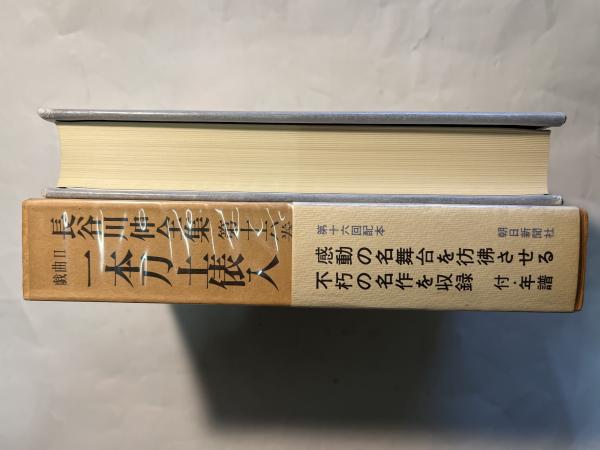 長谷川伸全集 第十六巻
戯曲II
一本刀土俵入
第十六回配本
感動の名舞台を彷彿させる
不朽の名作を収録
付・年譜
朝日新聞社